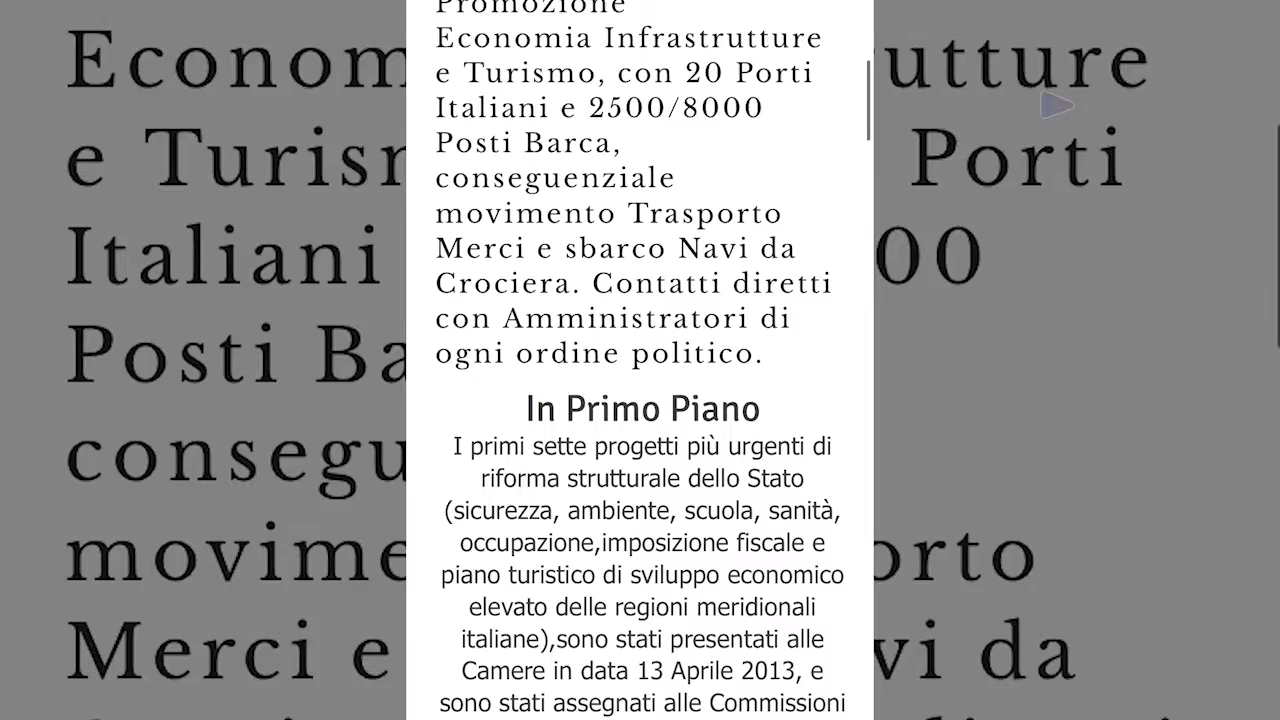 Promozione
Economia Infrastrutture
e Turismo, con 20 Porti
Italiani e 2500/8000
Posti Barca,
conseguenziale
movimento Trasporto
Merci e sbarco Navi da
Crociera. Contatti diretti
con Amministratori di
ogni ordine politico.
In Primo Piano
I primi sette progetti più urgenti di
riforma strutturale dello Stato
(sicurezza, ambiente, scuola, sanità,
occupazione,imposizione fiscale e
piano turistico di sviluppo economico
elevato delle regioni meridionali
italiane),sono stati presentati alle
Camere in data 13 Aprile 2013, e
sono stati assegnati alle Commissioni